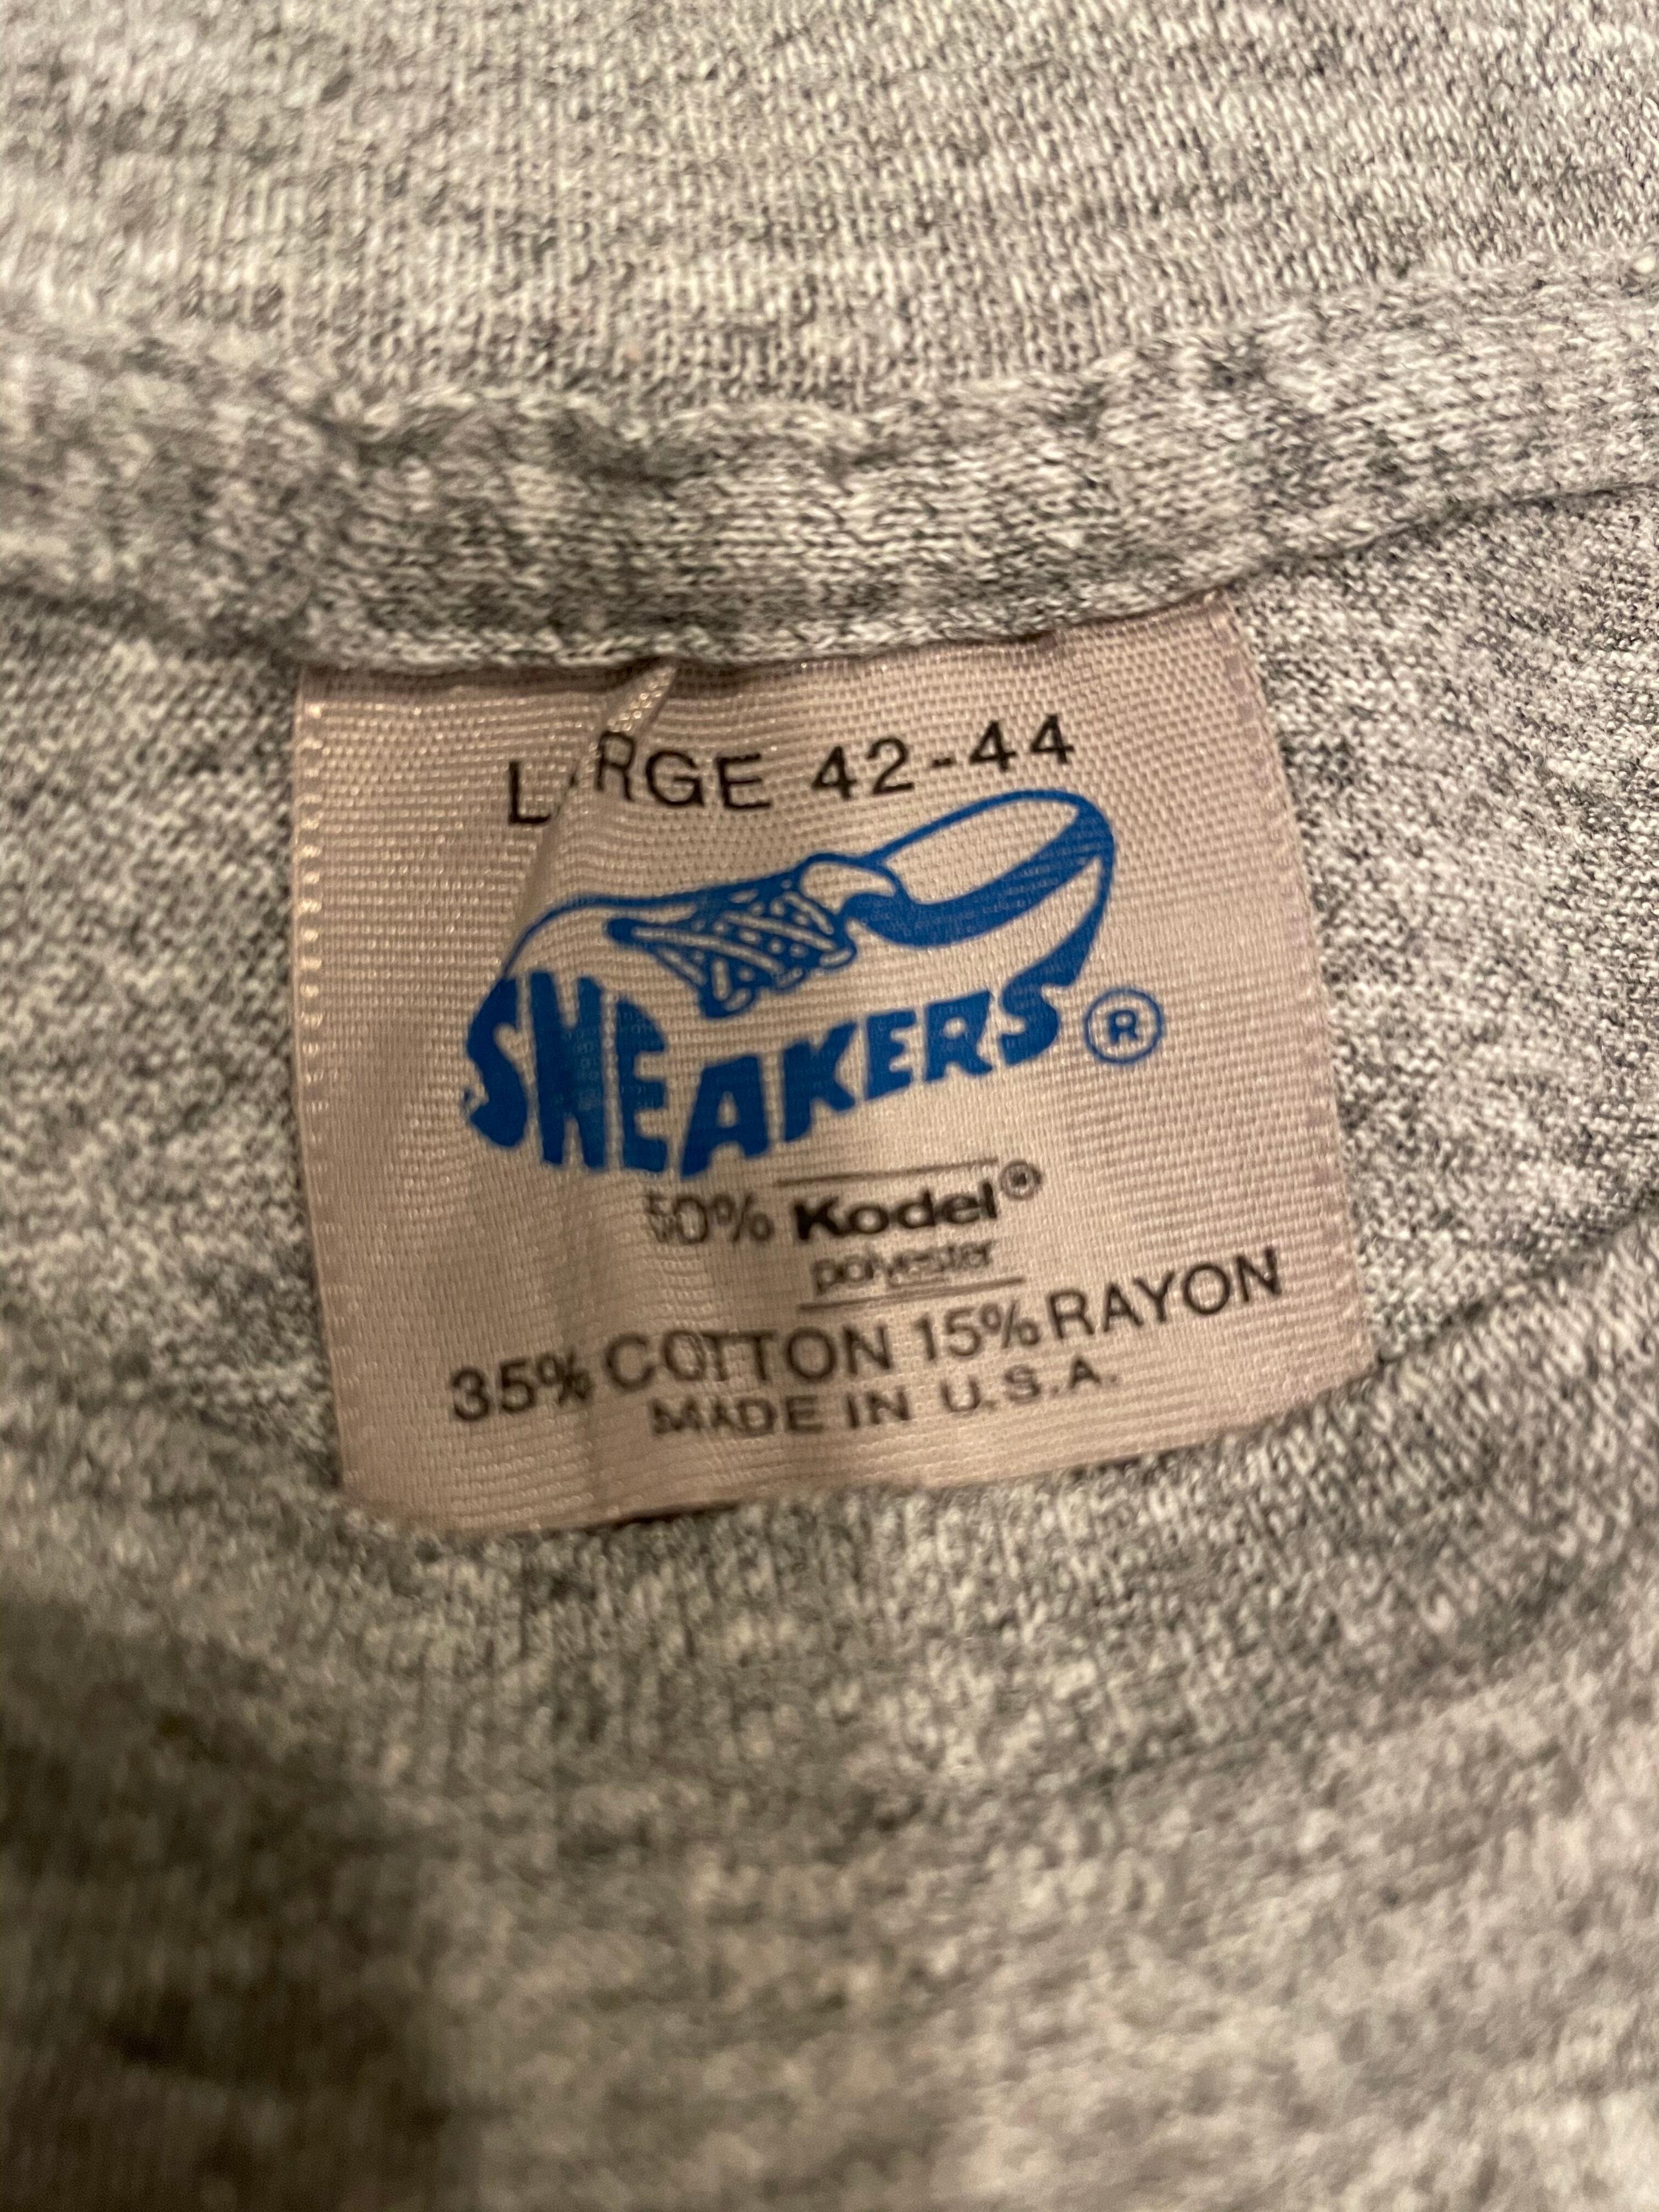 LARGE 42-44
SNEAKERS®
50% Kodel®
polyester
35% COTTON 15% RAYON
MADE IN U.S.A.